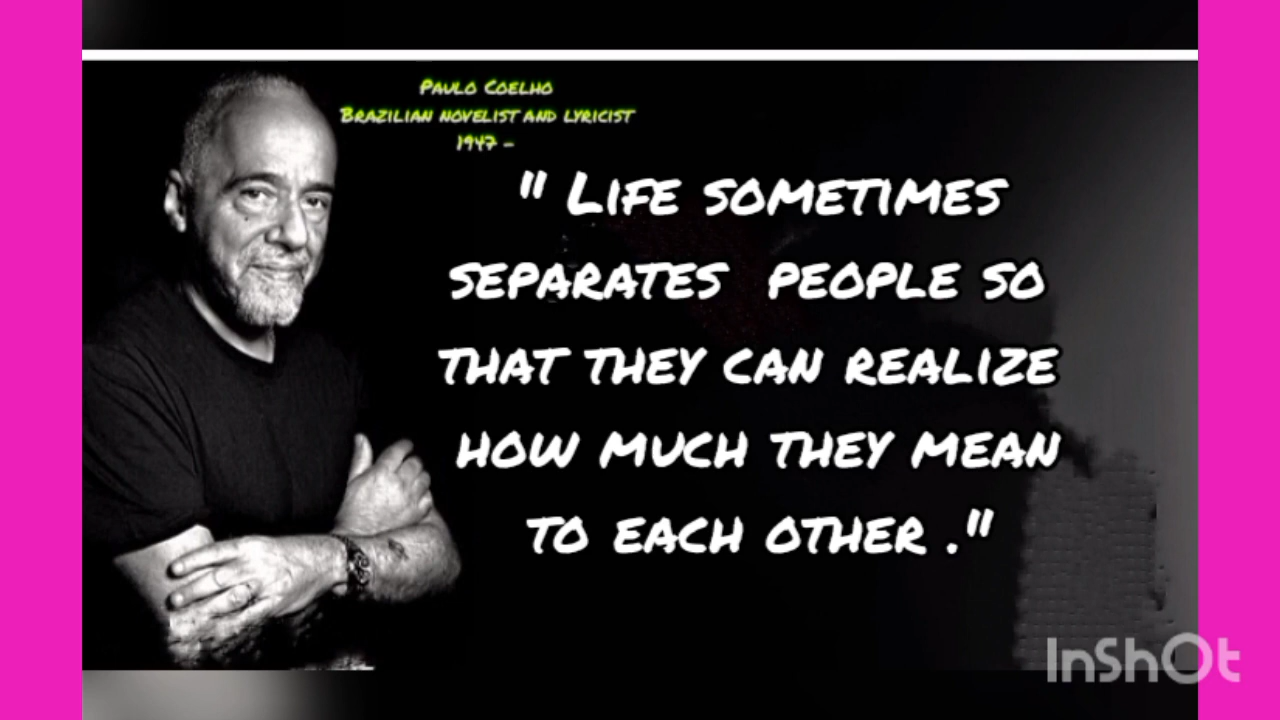 Paulo Coelho
Brazilian novelist and lyricist
1947 -
" Life sometimes
separates people so
that they can realize
how much they mean
to each other ."
InShOt